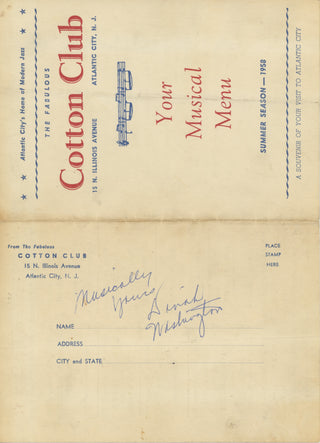 ★ ★ Atlantic City's Home of Modern Jazz ★ ★
THE FABULOUS
Cotton Club
15 N. ILLINOIS AVENUE ATLANTIC CITY, N. J.
Your
Musical
Menu
SUMMER SEASON—1958
A SOUVENIR OF YOUR VISIT TO ATLANTIC CITY
From The Fabulous
COTTON CLUB
15 N. Illinois Avenue
Atlantic City, N. J.
PLACE
STAMP
HERE
Musically
Yours
Dinah
Washington
NAME
ADDRESS
CITY and STATE